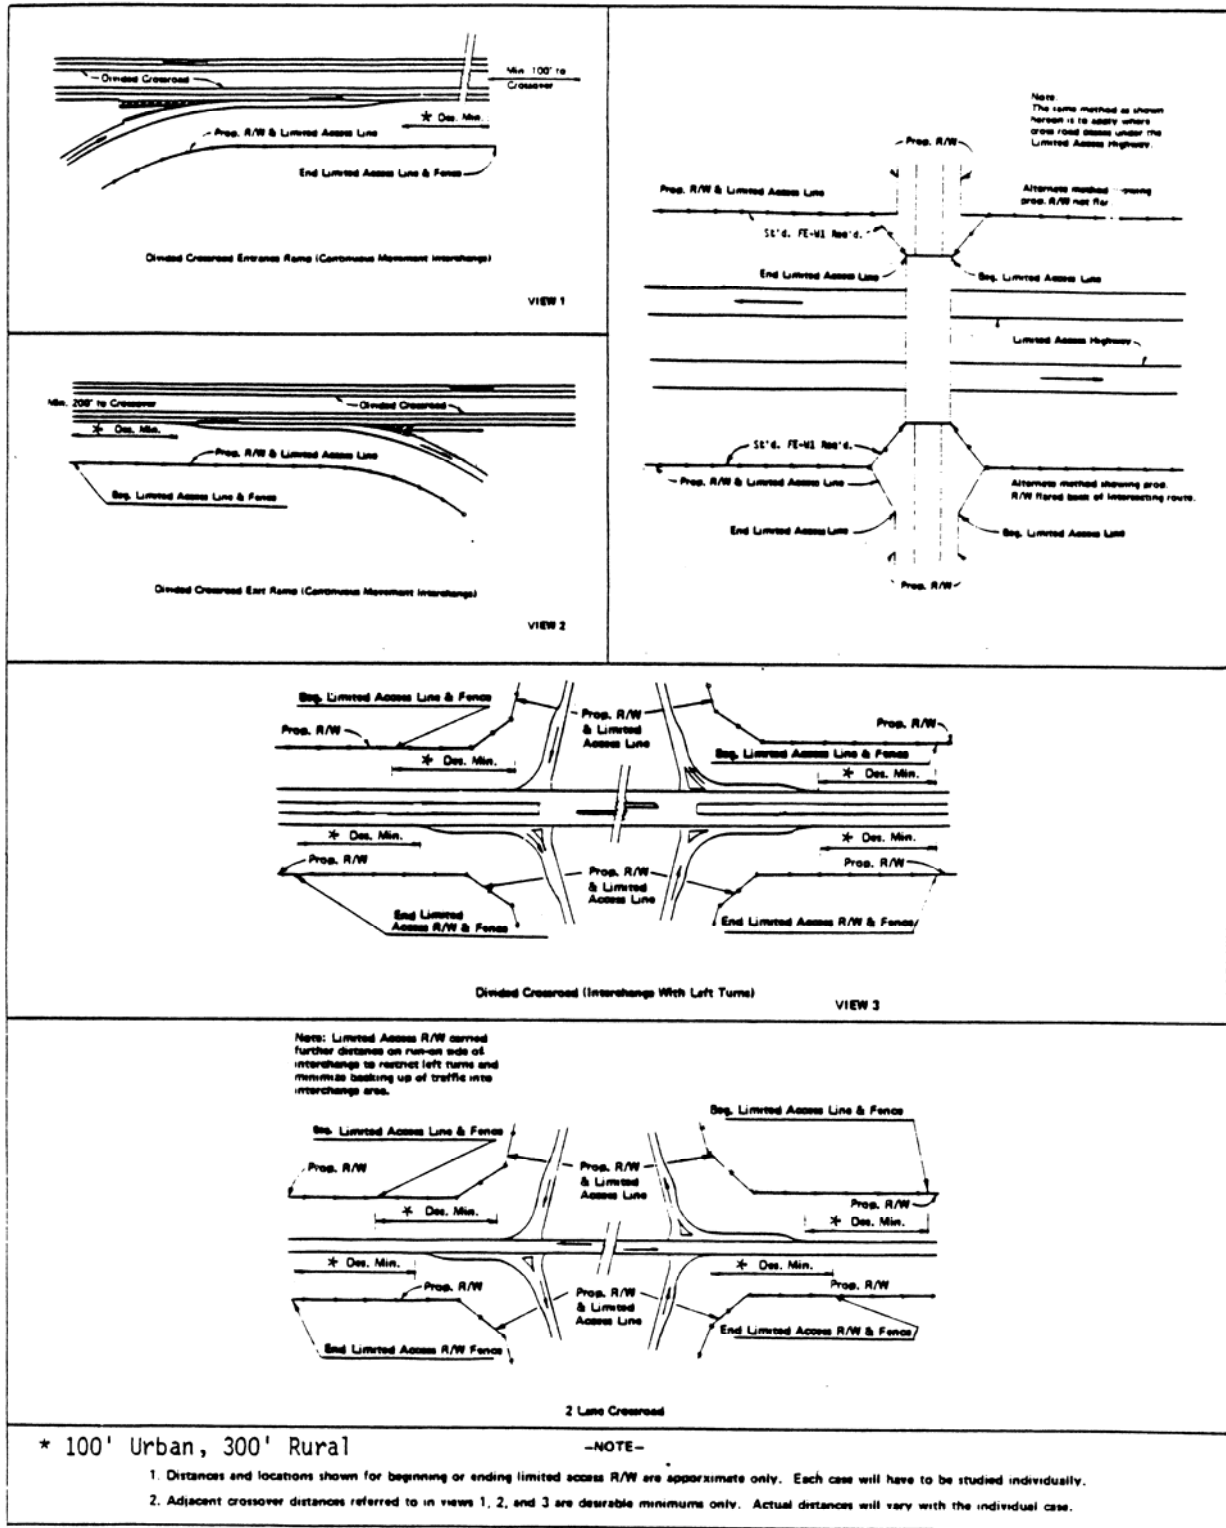 Divided Crossroad
Min. 100' to
Crossover
* Des. Min.
Prop. R/W & Limited Access Line
End Limited Access Line & Fence
Divided Crossroad Entrance Ramp (Continuous Movement Interchange)
VIEW 1
Min. 200' to Crossover
Divided Crossroad
* Des. Min.
Prop. R/W & Limited Access Line
Beg. Limited Access Line & Fence
Divided Crossroad Exit Ramp (Continuous Movement Interchange)
VIEW 2
Note.
The same method as shown
hereon is to apply where
cross road passes under the
Limited Access Highway.
Prop. R/W
Prop. R/W & Limited Access Line
Alternate method showing
prop. R/W not flar
St'd. FE-W1 Req'd.
End Limited Access Line
Beg. Limited Access Line
Limited Access Highway
St'd. FE-W1 Req'd.
Prop. R/W & Limited Access Line
Alternate method showing prop.
R/W flared back of intersecting route.
End Limited Access Line
Beg. Limited Access Line
Prop. R/W
Beg. Limited Access Line & Fence
Prop. R/W
& Limited
Access Line
Prop. R/W
Prop. R/W
Beg. Limited Access Line & Fence
* Des. Min.
* Des. Min.
* Des. Min.
* Des. Min.
Prop. R/W
Prop. R/W
Prop. R/W
& Limited
Access Line
End Limited
Access R/W & Fence
End Limited Access R/W & Fence
Divided Crossroad (Interchange With Left Turns)
VIEW 3
Note: Limited Access R/W carried
further distance on run-on side of
interchange to restrict left turns and
minimize backing up of traffic into
interchange area.
Beg. Limited Access Line & Fence
Beg. Limited Access Line & Fence
Prop. R/W
Prop. R/W
& Limited
Access Line
Prop. R/W
* Des. Min.
* Des. Min.
* Des. Min.
* Des. Min.
Prop. R/W
Prop. R/W
Prop. R/W
& Limited
Access Line
End Limited Access R/W & Fence
End Limited Access R/W Fence
2 Lane Crossroad
* 100' Urban, 300' Rural
-NOTE-
1. Distances and locations shown for beginning or ending limited access R/W are apporximate only. Each case will have to be studied individually.
2. Adjacent crossover distances referred to in views 1, 2, and 3 are desirable minimums only. Actual distances will vary with the individual case.